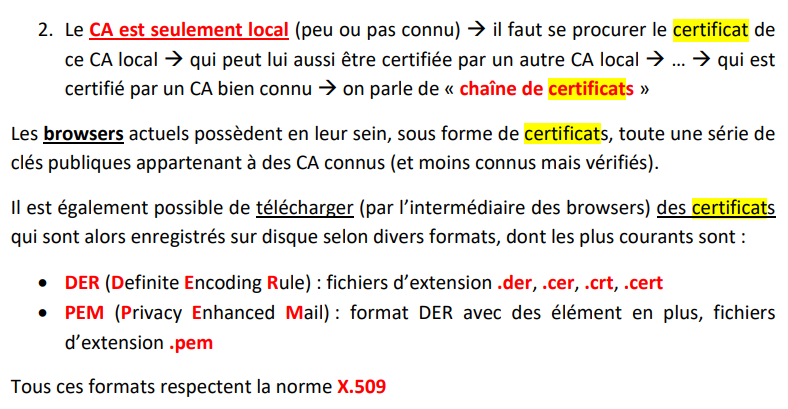 2. Le CA est seulement local (peu ou pas connu) → il faut se procurer le certificat de
ce CA local → qui peut lui aussi être certifiée par un autre CA local → … → qui est
certifié par un CA bien connu → on parle de « chaîne de certificats »
Les browsers actuels possèdent en leur sein, sous forme de certificats, toute une série de
clés publiques appartenant à des CA connus (et moins connus mais vérifiés).
Il est également possible de télécharger (par l’intermédiaire des browsers) des certificats
qui sont alors enregistrés sur disque selon divers formats, dont les plus courants sont :
• DER (Definite Encoding Rule) : fichiers d’extension .der, .cer, .crt, .cert
• PEM (Privacy Enhanced Mail) : format DER avec des élément en plus, fichiers
d’extension .pem
Tous ces formats respectent la norme X.509